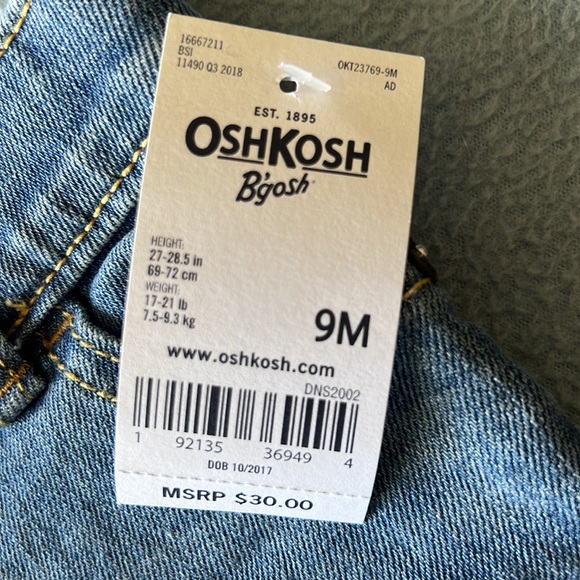 16667211
BSI
11490 Q3 2018
OKT23769-9M
AD
EST. 1895
OSHKOSH
B'gosh
HEIGHT:
27-28.5 in
69-72 cm
WEIGHT:
17-21 lb
7.5-9.3 kg
9M
www.oshkosh.com
DNS2002
1 92135 36949 4
DOB 10/2017
MSRP $30.00